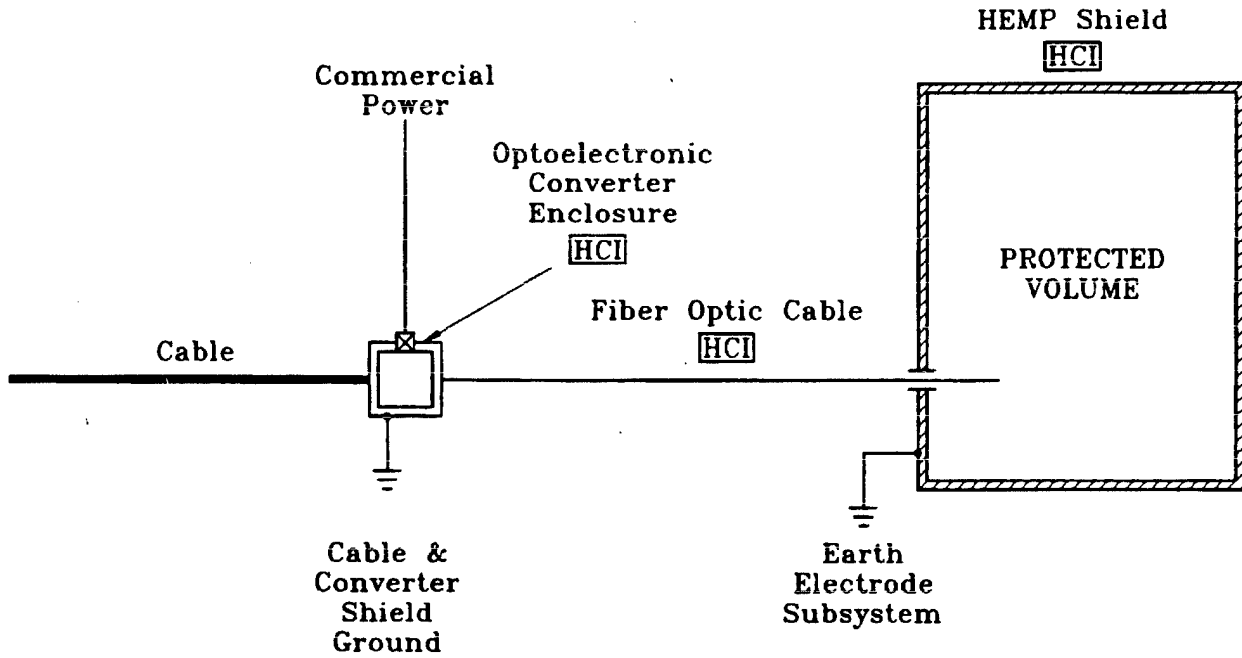 HEMP Shield
HCI
Commercial
Power
Optoelectronic
Converter
Enclosure
HCI
PROTECTED
VOLUME
Fiber Optic Cable
HCI
Cable
Cable &
Converter
Shield
Ground
Earth
Electrode
Subsystem